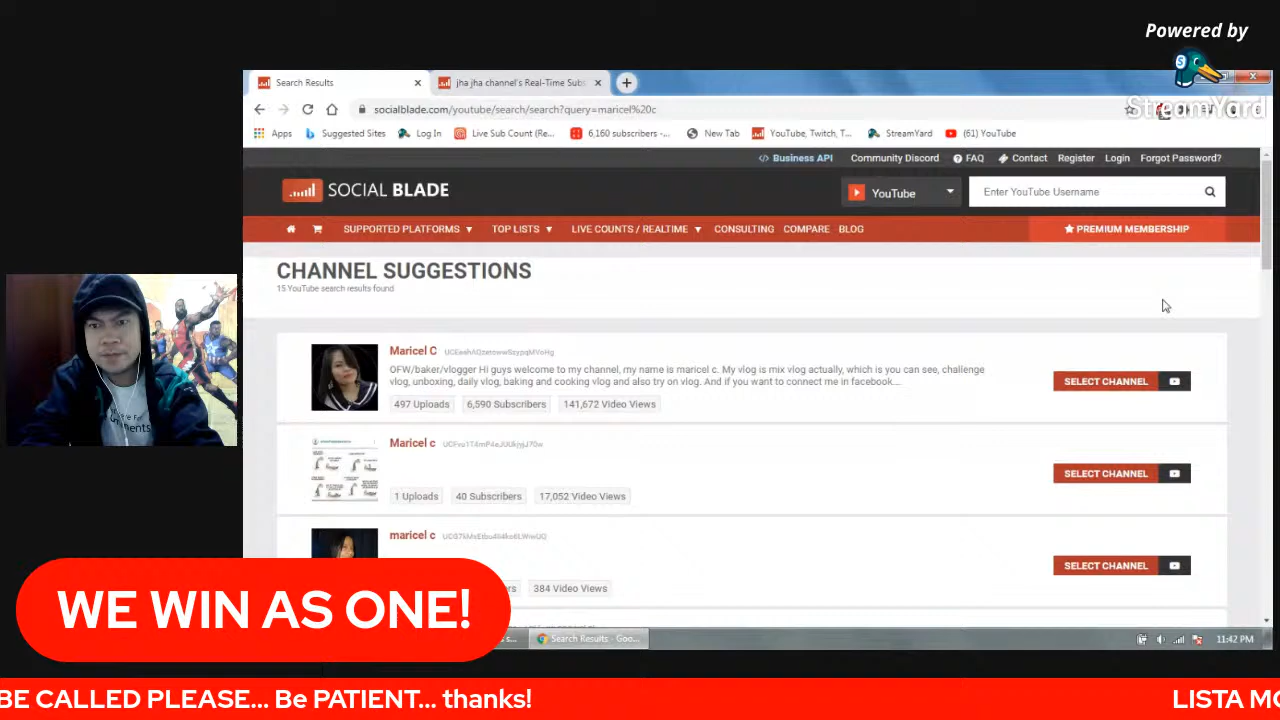 Powered by
StreamYard
Search Results
jha jha channel's Real-Time Subs
socialblade.com/youtube/search/search?query=maricel%20c
Apps
Suggested Sites
Log In
Live Sub Count (Re...
6,160 subscribers -...
New Tab
YouTube, Twitch, T...
StreamYard
(61) YouTube
Business API
Community Discord
FAQ
Contact
Register
Login
Forgot Password?
SOCIAL BLADE
YouTube
Enter YouTube Username
SUPPORTED PLATFORMS
TOP LISTS
LIVE COUNTS / REALTIME
CONSULTING
COMPARE
BLOG
PREMIUM MEMBERSHIP
CHANNEL SUGGESTIONS
15 YouTube search results found
Maricel C
OFW/baker/vlogger Hi guys welcome to my channel, my name is maricel c. My vlog is mix vlog actually, which is you can see, challenge
vlog, unboxing, daily vlog, baking and cooking vlog and also try on vlog. And if you want to connect me in facebook...
497 Uploads
6,590 Subscribers
141,672 Video Views
SELECT CHANNEL
Maricel c
1 Uploads
40 Subscribers
17,052 Video Views
SELECT CHANNEL
maricel c
384 Video Views
SELECT CHANNEL
WE WIN AS ONE!
Search Results - Goo...
11:42 PM
BE CALLED PLEASE... Be PATIENT... thanks!
LISTA MO